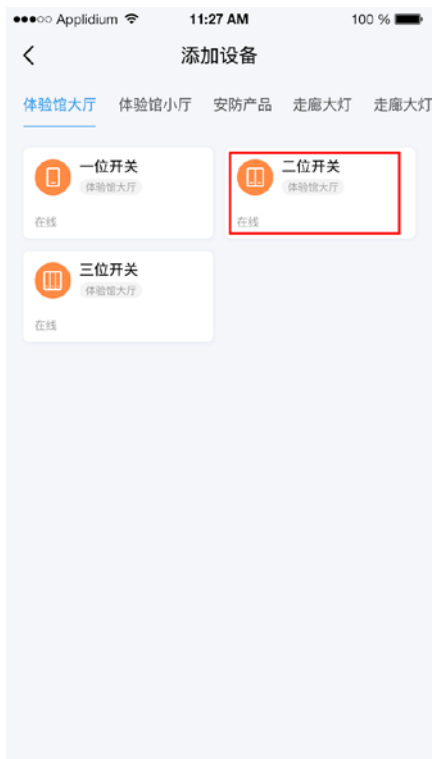 Applidium 11:27 AM 100 %
添加设备
体验馆大厅 体验馆小厅 安防产品 走廊大灯 走廊大灯
一位开关
体验馆大厅
在线
二位开关
体验馆大厅
在线
三位开关
体验馆大厅
在线